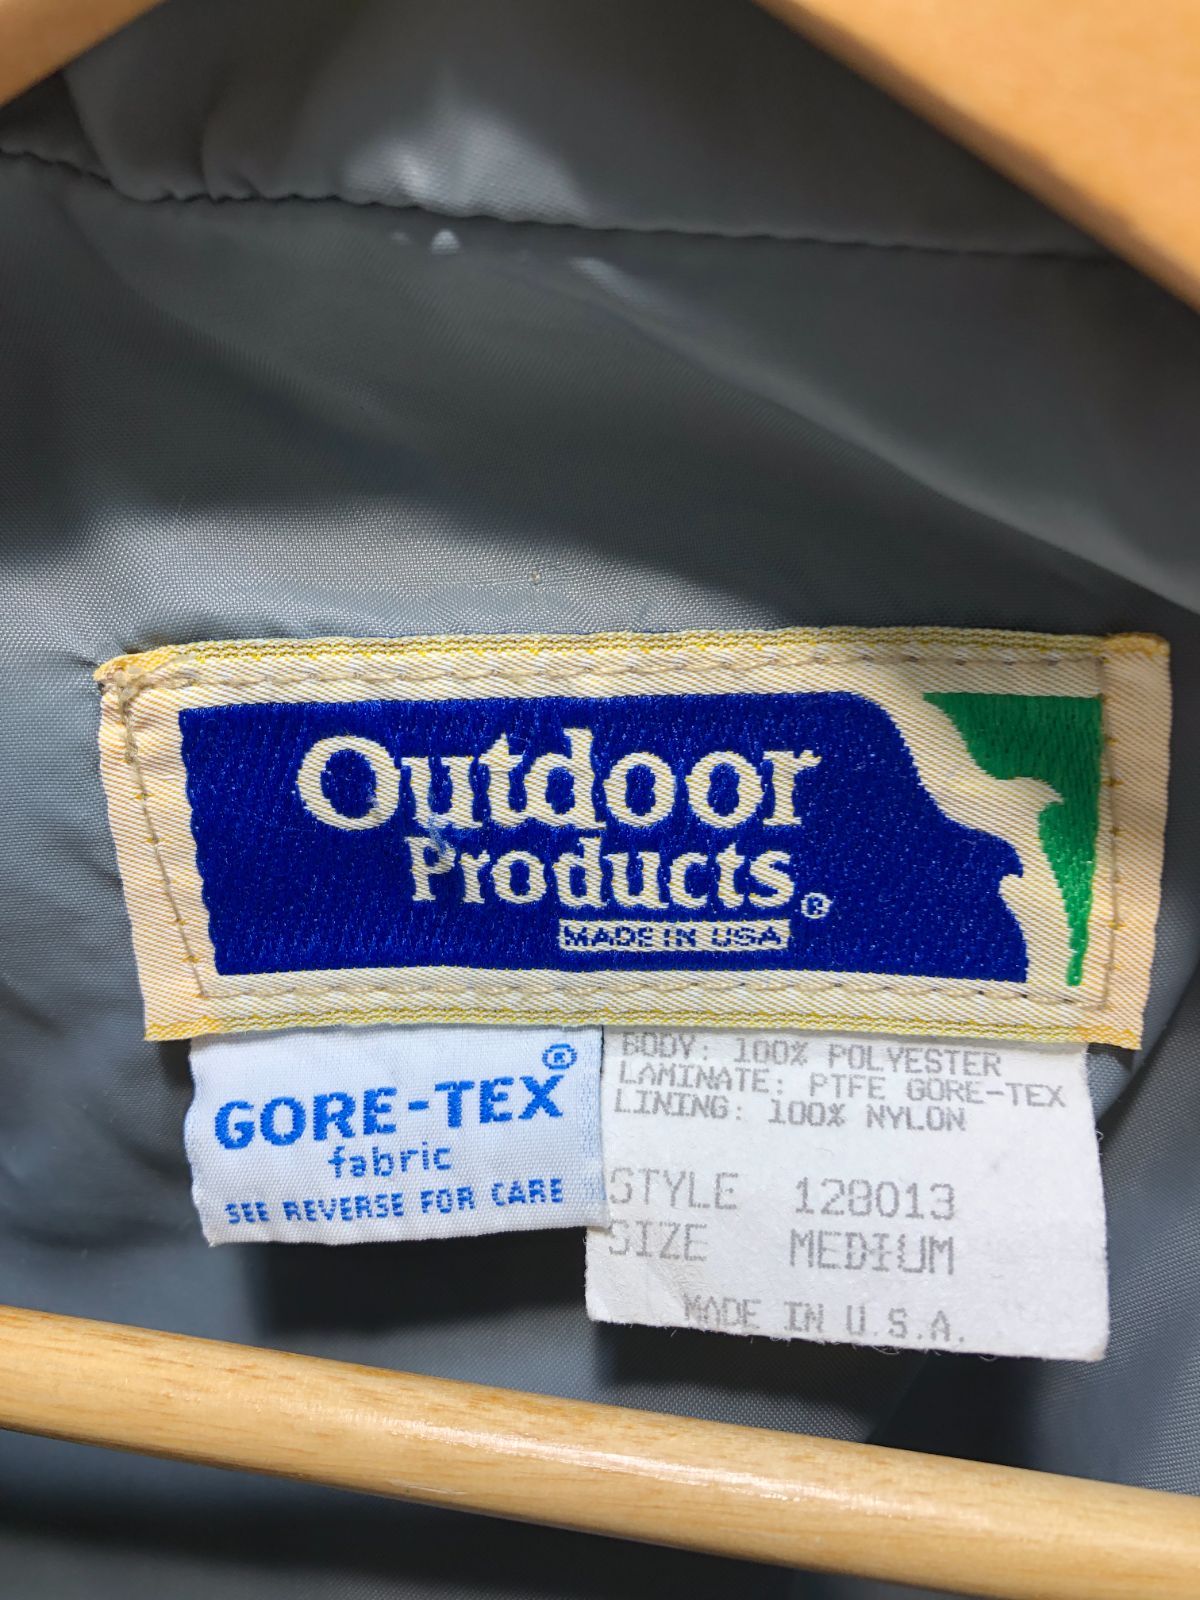 Outdoor
Products®
MADE IN USA
GORE-TEX®
fabric
SEE REVERSE FOR CARE
BODY: 100% POLYESTER
LAMINATE: PTFE GORE-TEX
LINING: 100% NYLON
STYLE 128013
SIZE MEDIUM
MADE IN U.S.A.